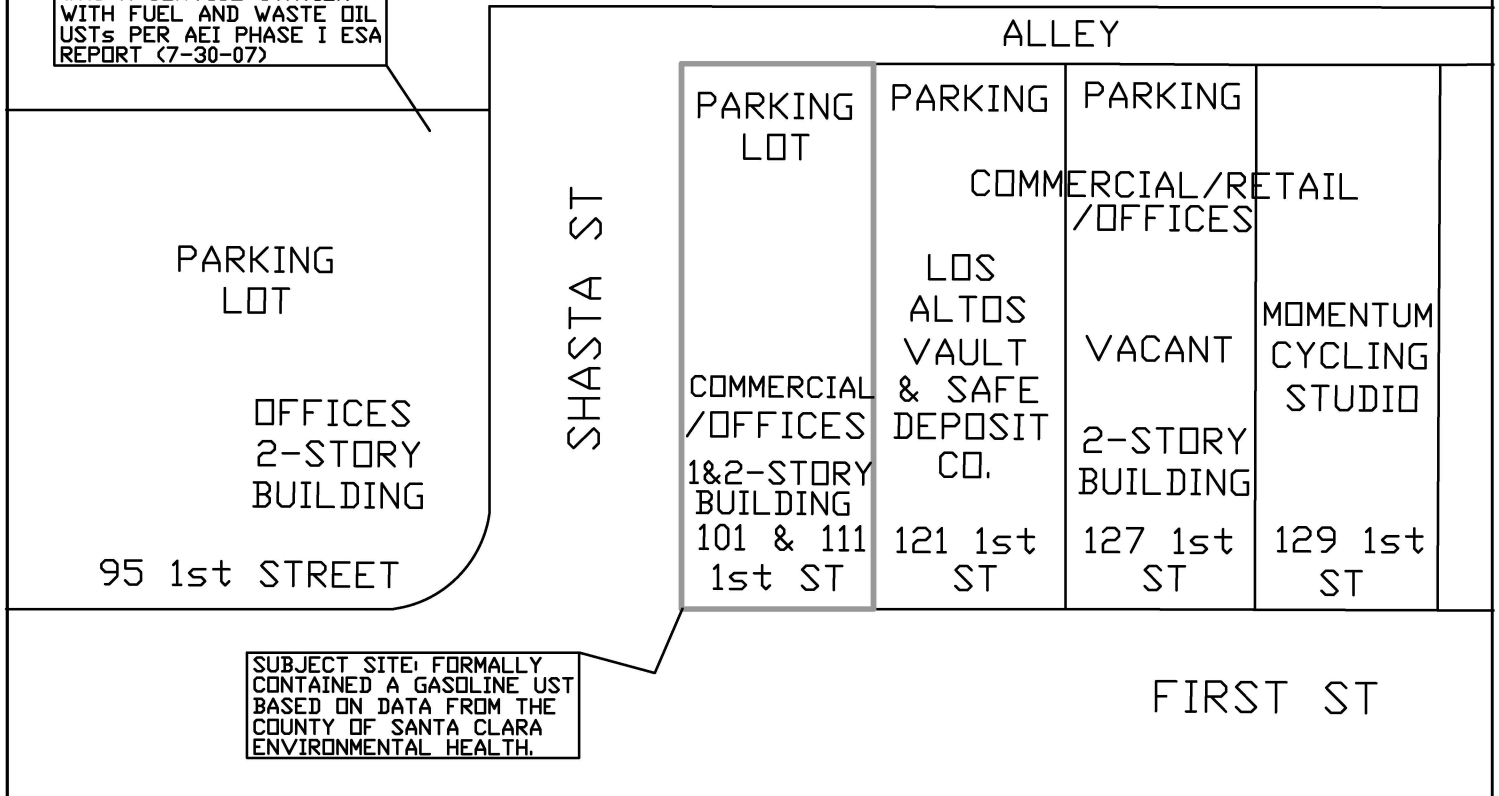 WITH FUEL AND WASTE OIL
USTs PER AEI PHASE I ESA
REPORT (7-30-07)
ALLEY
PARKING
LOT
OFFICES
2-STORY
BUILDING
95 1st STREET
SHASTA ST
PARKING
LOT
COMMERCIAL
/OFFICES
1&2-STORY
BUILDING
101 & 111
1st ST
PARKING
PARKING
COMMERCIAL/RETAIL
/OFFICES
LOS
ALTOS
VAULT
& SAFE
DEPOSIT
CO.
121 1st
ST
VACANT
2-STORY
BUILDING
127 1st
ST
MOMENTUM
CYCLING
STUDIO
129 1st
ST
SUBJECT SITE: FORMALLY
CONTAINED A GASOLINE UST
BASED ON DATA FROM THE
COUNTY OF SANTA CLARA
ENVIRONMENTAL HEALTH.
FIRST ST